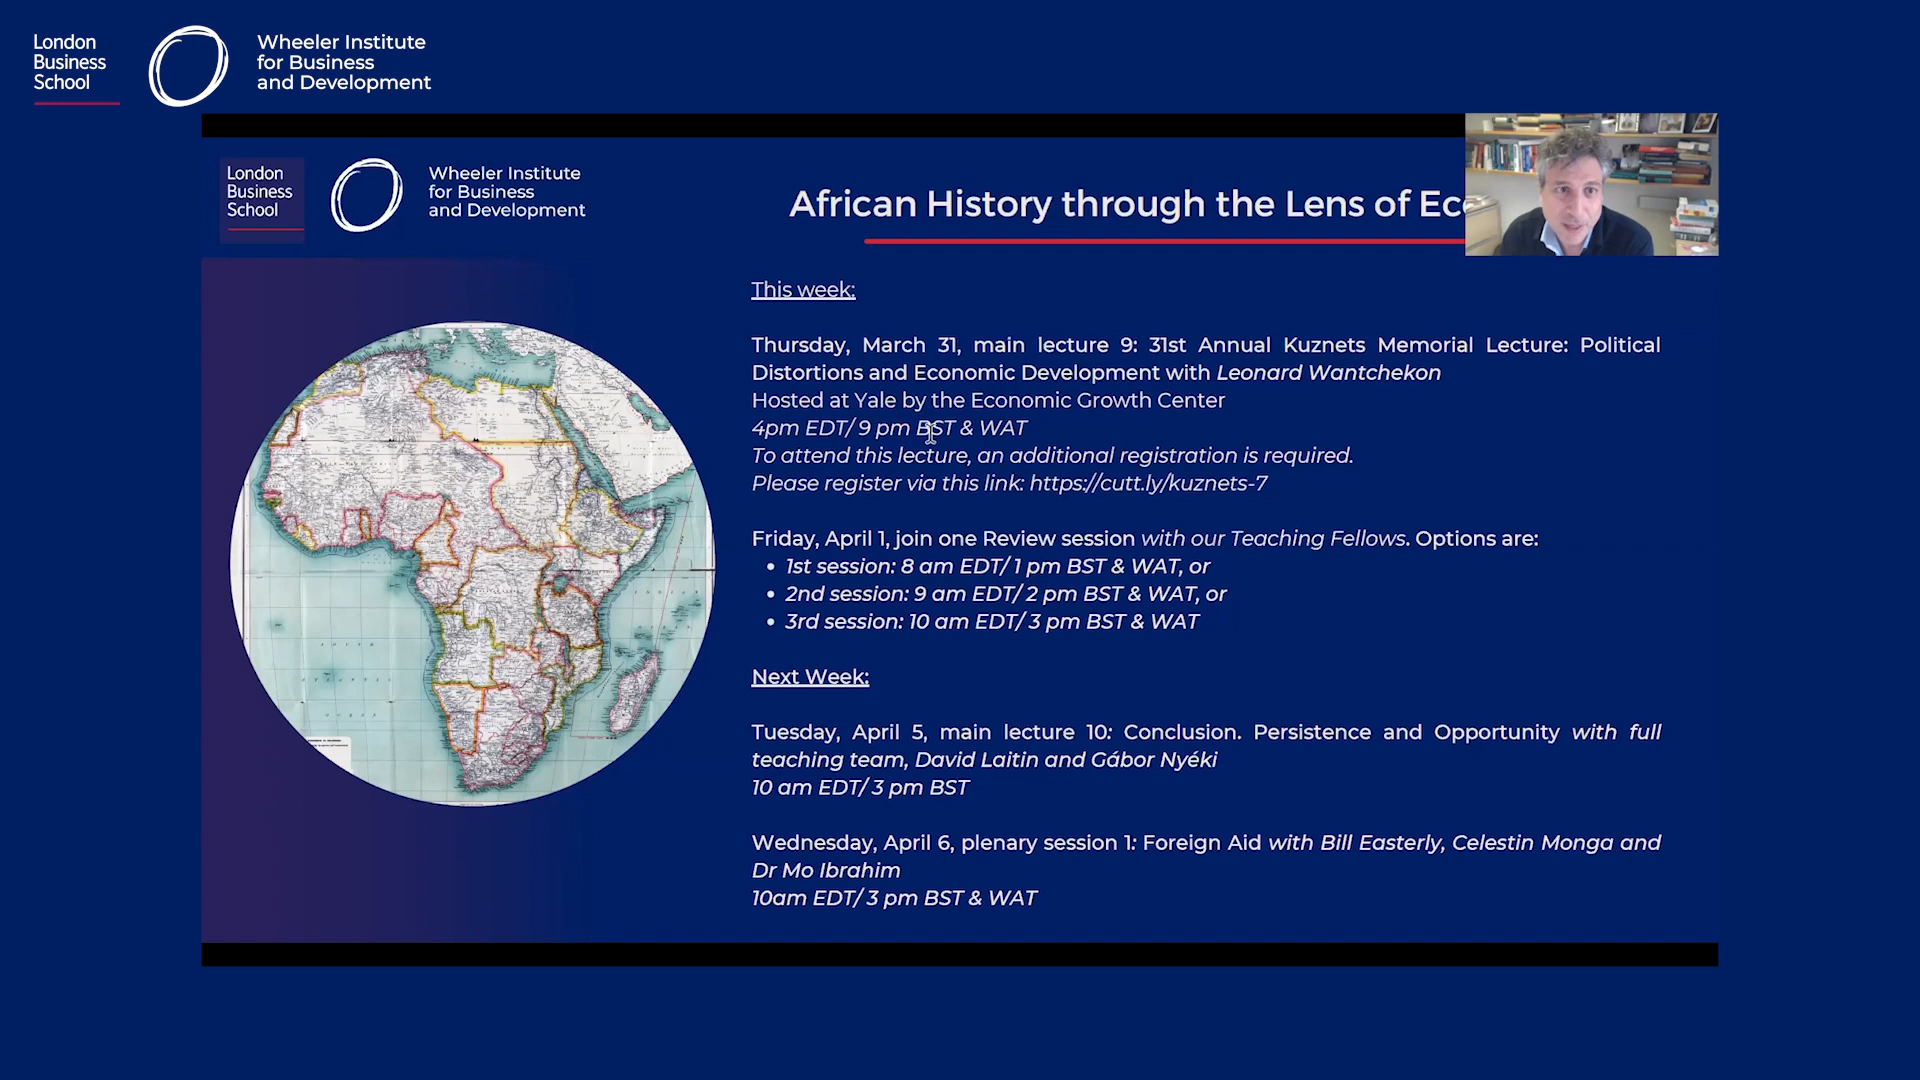 London
Business
School
Wheeler Institute
for Business
and Development
London
Business
School
Wheeler Institute
for Business
and Development
African History through the Lens of Ec
This week:
Thursday, March 31, main lecture 9: 31st Annual Kuznets Memorial Lecture: Political
Distortions and Economic Development with Leonard Wantchekon
Hosted at Yale by the Economic Growth Center
4pm EDT/ 9 pm BST & WAT
To attend this lecture, an additional registration is required.
Please register via this link: https://cutt.ly/kuznets-7
Friday, April 1, join one Review session with our Teaching Fellows. Options are:
• 1st session: 8 am EDT/ 1 pm BST & WAT, or
• 2nd session: 9 am EDT/ 2 pm BST & WAT, or
• 3rd session: 10 am EDT/ 3 pm BST & WAT
Next Week:
Tuesday, April 5, main lecture 10: Conclusion. Persistence and Opportunity with full
teaching team, David Laitin and Gábor Nyéki
10 am EDT/ 3 pm BST
Wednesday, April 6, plenary session 1: Foreign Aid with Bill Easterly, Celestin Monga and
Dr Mo Ibrahim
10am EDT/ 3 pm BST & WAT